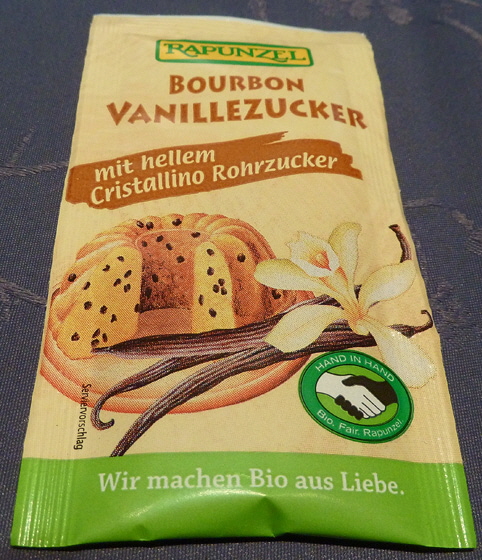 RAPUNZEL
BOURBON
VANILLEZUCKER
mit hellem
Cristallino Rohrzucker
HAND IN HAND
Bio. Fair. Rapunzel.
Serviervorschlag
Wir machen Bio aus Liebe.